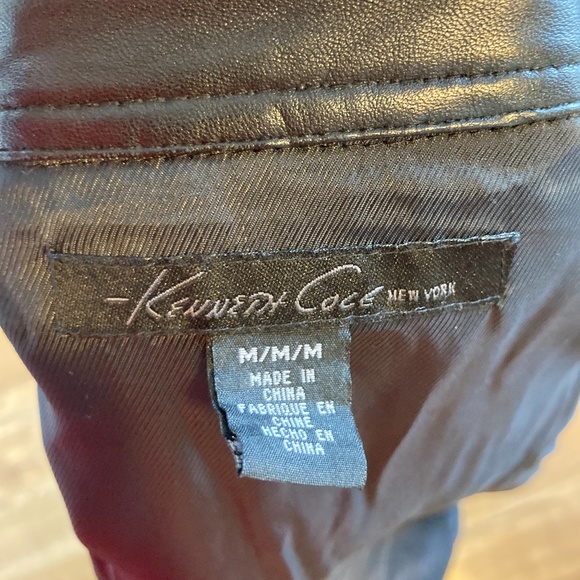 -Kenneth Cole NEW YORK
M/M/M
MADE IN
CHINA
FABRIQUE EN
CHINE
HECHO EN
CHINA